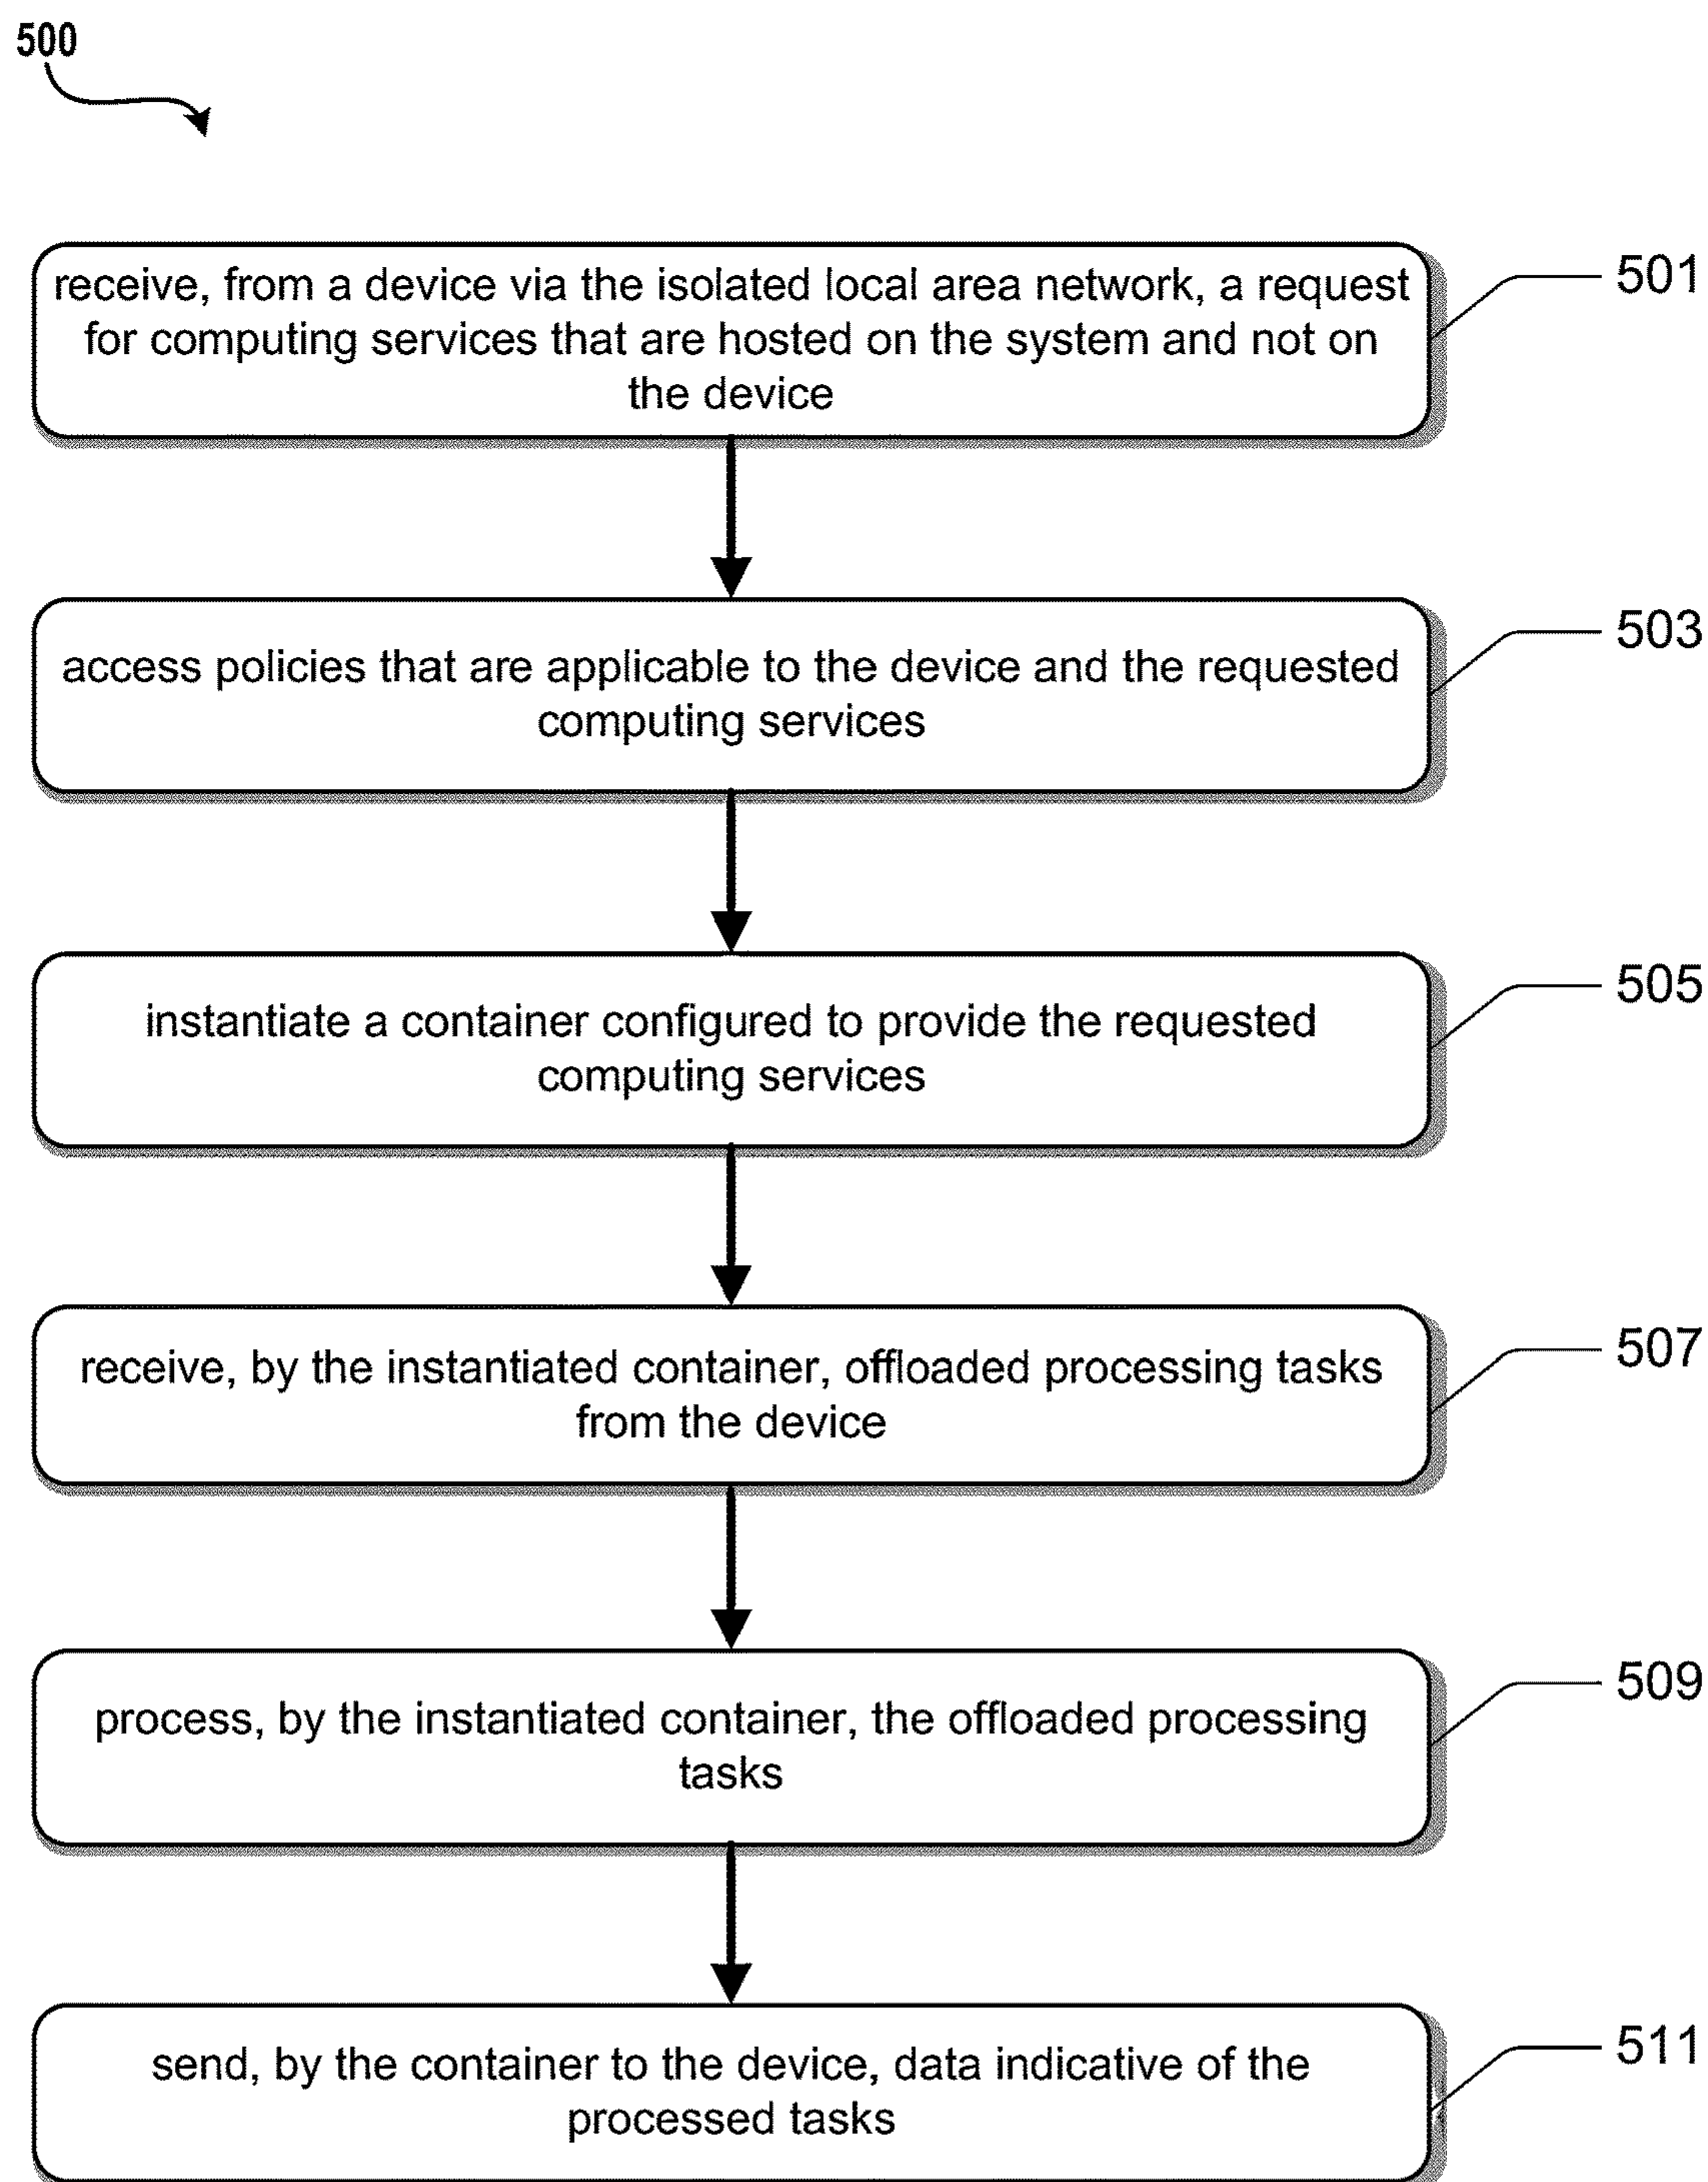 500
receive, from a device via the isolated local area network, a request
for computing services that are hosted on the system and not on
the device
501
access policies that are applicable to the device and the requested
computing services
503
instantiate a container configured to provide the requested
computing services
505
receive, by the instantiated container, offloaded processing tasks
from the device
507
process, by the instantiated container, the offloaded processing
tasks
509
send, by the container to the device, data indicative of the
processed tasks
511